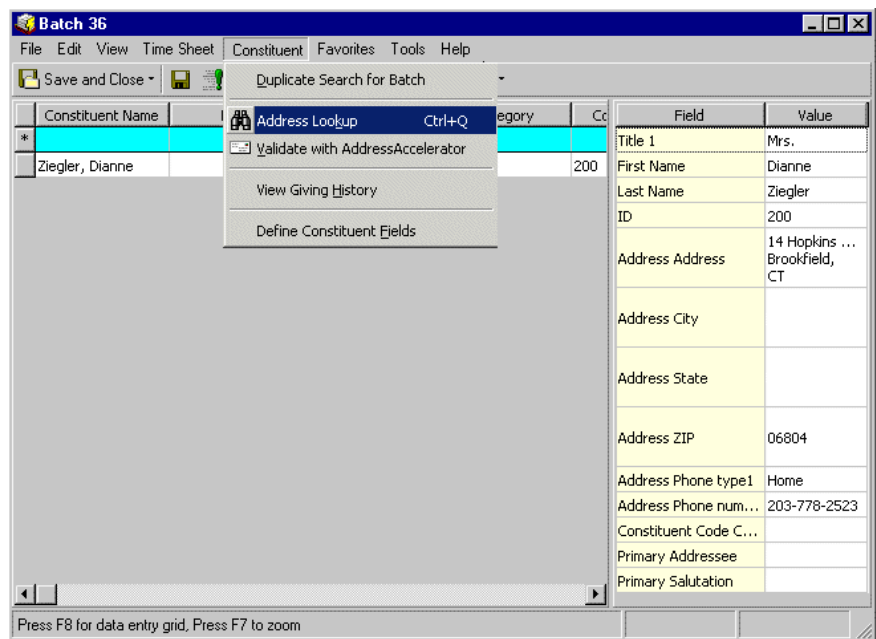 Batch 36
File Edit View Time Sheet Constituent Favorites Tools Help
Save and Close
Duplicate Search for Batch
Address Lookup Ctrl+Q
Validate with AddressAccelerator
View Giving History
Define Constituent Fields
Constituent Name egory Co
*
Ziegler, Dianne 200
Field Value
Title 1 Mrs.
First Name Dianne
Last Name Ziegler
ID 200
Address Address 14 Hopkins ...
Brookfield,
CT
Address City
Address State
Address ZIP 06804
Address Phone type1 Home
Address Phone num... 203-778-2523
Constituent Code C...
Primary Addressee
Primary Salutation
Press F8 for data entry grid, Press F7 to zoom